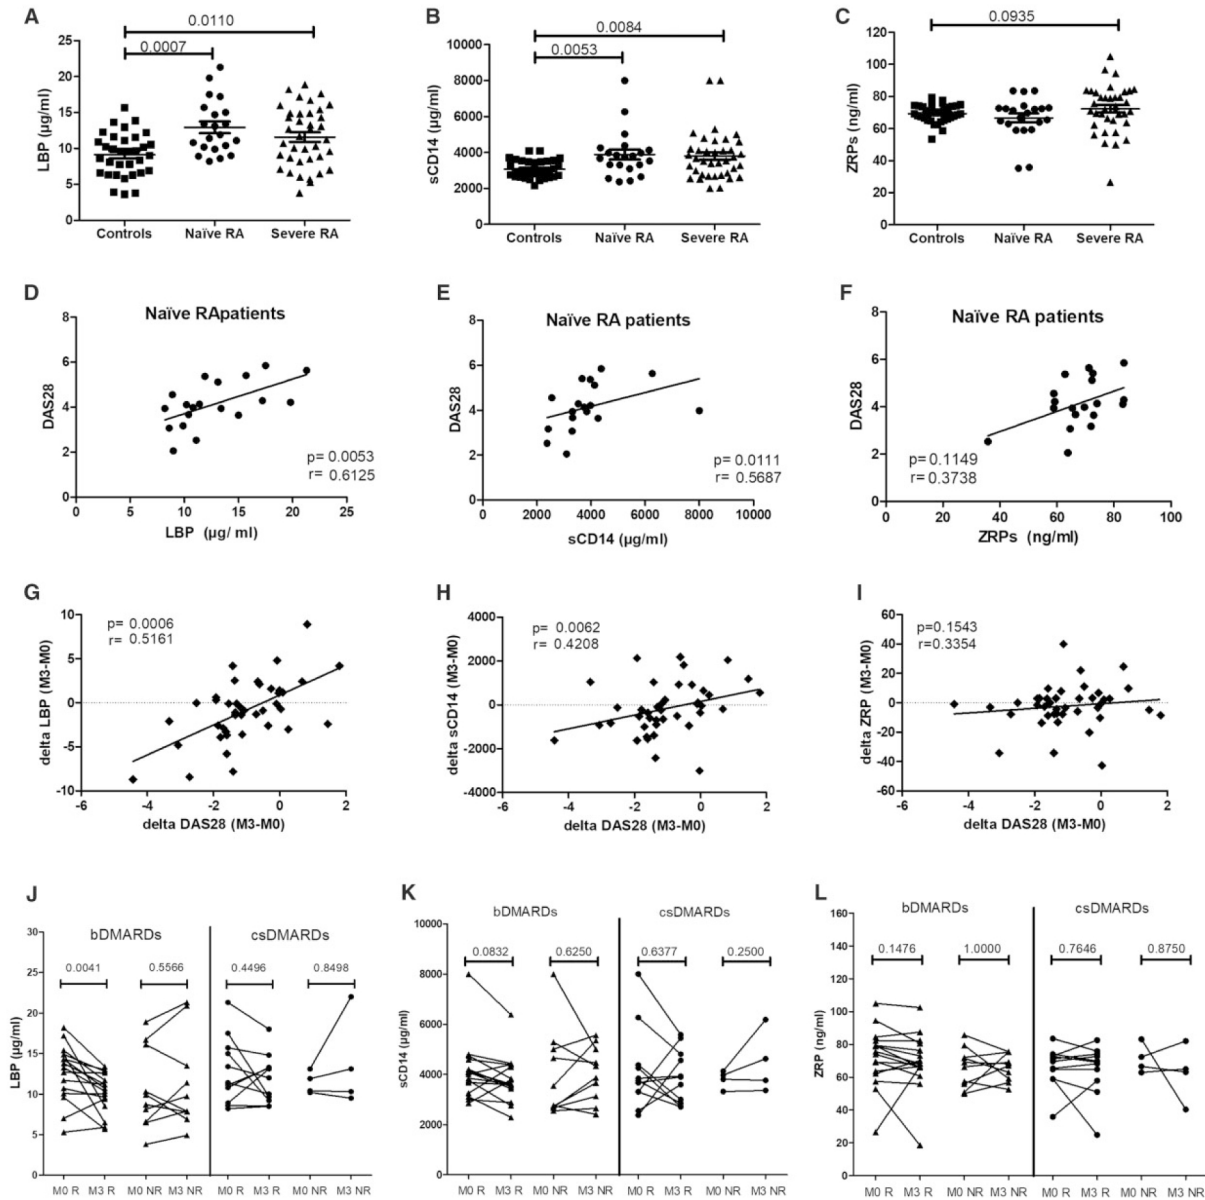 A
0.0110
0.0007
25
20
15
10
5
0
LBP (µg/ml)
Controls
Naïve RA
Severe RA
B
0.0084
0.0053
10000
8000
6000
4000
2000
0
sCD14 (µg/ml)
Controls
Naïve RA
Severe RA
C
0.0935
120
100
80
60
40
20
0
ZRPs (ng/ml)
Controls
Naïve RA
Severe RA
D
Naïve RApatients
8
6
4
2
0
DAS28
p= 0.0053
r= 0.6125
0 5 10 15 20 25
LBP (µg/ ml)
E
Naïve RA patients
8
6
4
2
0
DAS28
p= 0.0111
r= 0.5687
0 2000 4000 6000 8000 10000
sCD14 (µg/ml)
F
Naïve RA patients
8
6
4
2
0
DAS28
p= 0.1149
r= 0.3738
0 20 40 60 80 100
ZRPs (ng/ml)
G
p= 0.0006
r= 0.5161
10
5
0
-5
-10
delta LBP (M3-M0)
-6 -4 -2 0 2
delta DAS28 (M3-M0)
H
p= 0.0062
r= 0.4208
4000
2000
0
-2000
-4000
delta sCD14 (M3-M0)
-6 -4 -2 0 2
delta DAS28 (M3-M0)
I
p=0.1543
r=0.3354
60
40
20
0
-20
-40
-60
delta ZRP (M3-M0)
-6 -4 -2 0 2
delta DAS28 (M3-M0)
J
bDMARDs csDMARDs
0.0041 0.5566 0.4496 0.8498
30
25
20
15
10
5
0
LBP (µg/ml)
M0 R M3 R M0 NR M3 NR M0 R M3 R M0 NR M3 NR
K
bDMARDs csDMARDs
0.0832 0.6250 0.6377 0.2500
10000
8000
6000
4000
2000
0
sCD14 (µg/ml)
M0 R M3 R M0 NR M3 NR M0 R M3 R M0 NR M3 NR
L
bDMARDs csDMARDs
0.1476 1.0000 0.7646 0.8750
160
140
120
100
80
60
40
20
0
ZRP (ng/ml)
M0 R M3 R M0 NR M3 NR M0 R M3 R M0 NR M3 NR